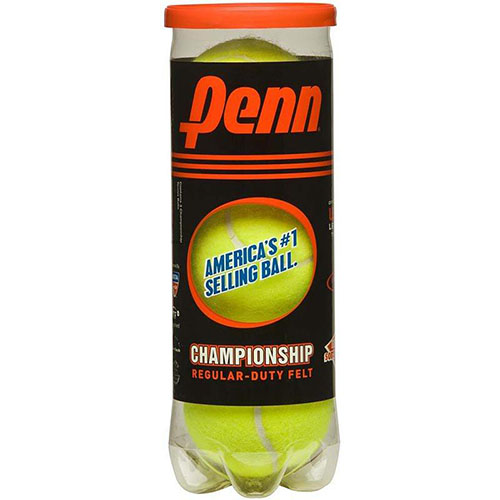 Penn
AMERICA'S #1
SELLING BALL.
CHAMPIONSHIP
REGULAR-DUTY FELT